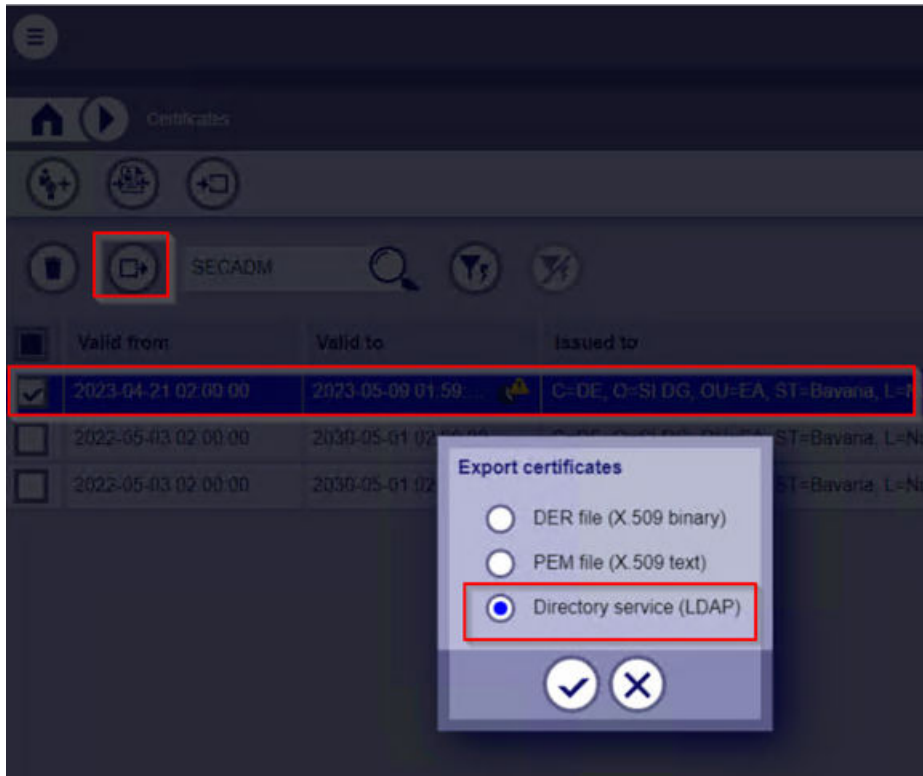 Certificates
SECADM
Valid from Valid to Issued to
2023-04-21 02:00:00 2023-05-09 01:59:... C=DE, O=SI DG, OU=EA, ST=Bavaria, L=N
2022-05-03 02:00:00 2030-05-01 02:00:00 C=DE, O=SI DG, OU=EA, ST=Bavaria, L=Na
2022-05-03 02:00:00 2030-05-01 02 ST=Bavaria, L=Na
Export certificates
DER file (X.509 binary)
PEM file (X.509 text)
Directory service (LDAP)